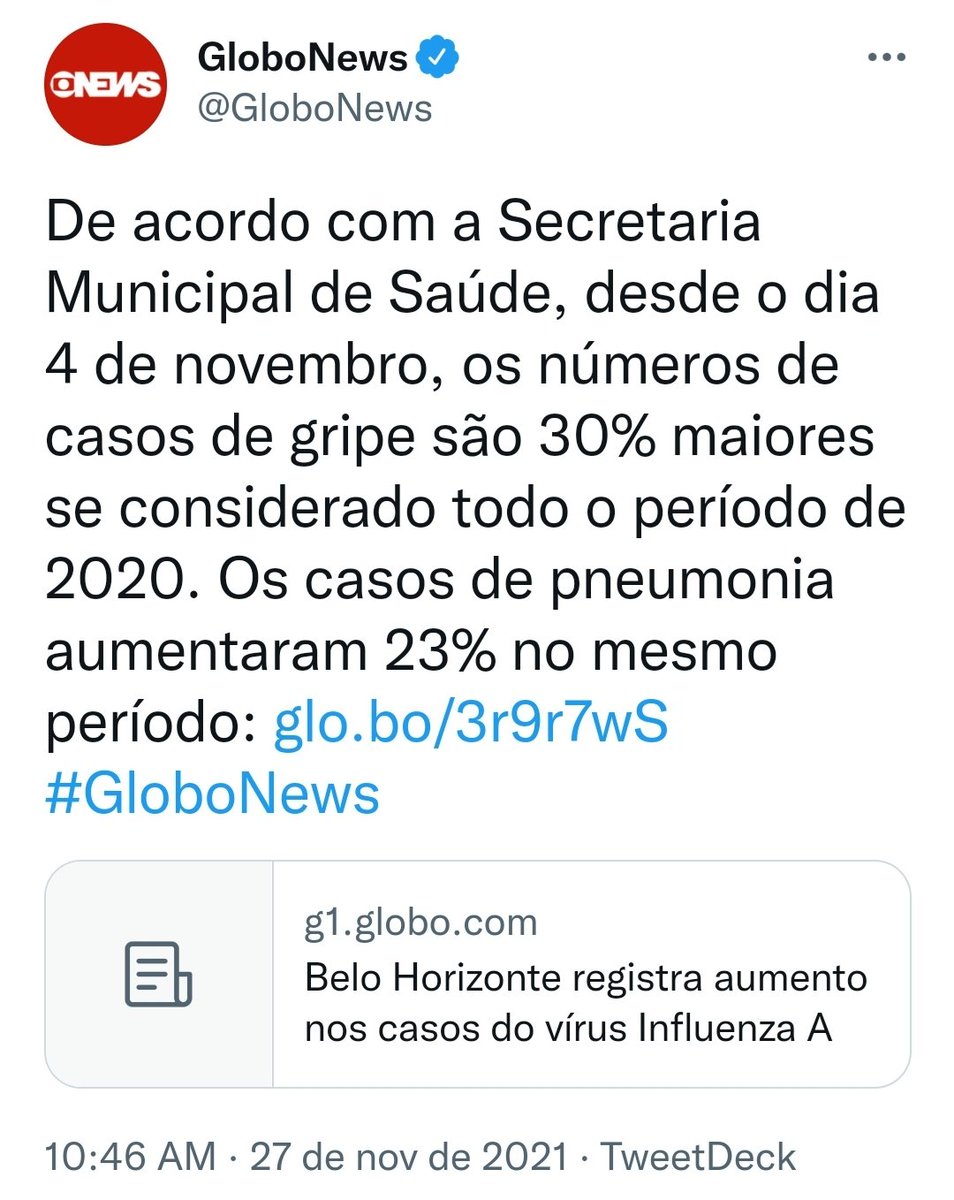 NEWS
GloboNews
@GloboNews
De acordo com a Secretaria
Municipal de Saúde, desde o dia
4 de novembro, os números de
casos de gripe são 30% maiores
se considerado todo o período de
2020. Os casos de pneumonia
aumentaram 23% no mesmo
período: glo.bo/3r9r7wS
#GloboNews
g1.globo.com
Belo Horizonte registra aumento
nos casos do vírus Influenza A
10:46 AM · 27 de nov de 2021 · TweetDeck